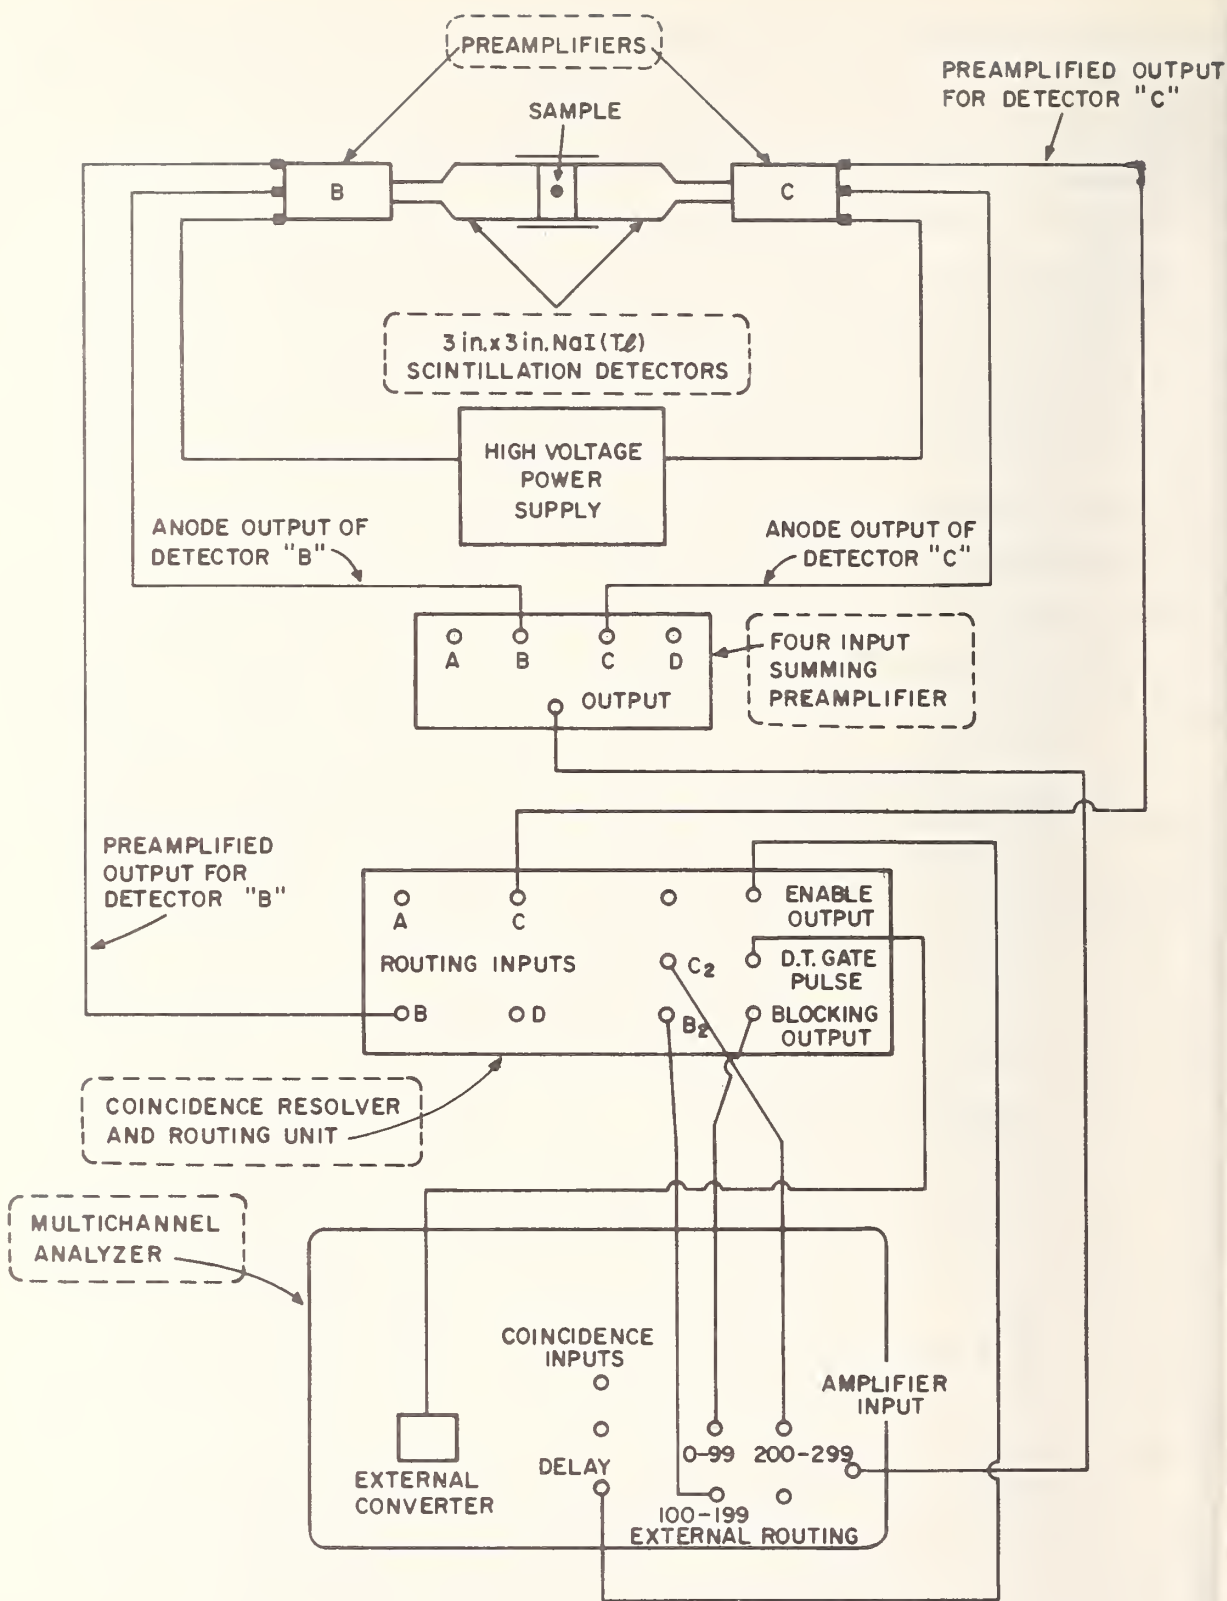 PREAMPLIFIERS
PREAMPLIFIED OUTPUT
FOR DETECTOR "C"
SAMPLE
B
C
3 in. x 3 in. NaI(Tℓ)
SCINTILLATION DETECTORS
HIGH VOLTAGE
POWER
SUPPLY
ANODE OUTPUT OF
DETECTOR "B"
ANODE OUTPUT OF
DETECTOR "C"
A B C D
OUTPUT
FOUR INPUT
SUMMING
PREAMPLIFIER
PREAMPLIFIED
OUTPUT FOR
DETECTOR "B"
A C
ENABLE
OUTPUT
ROUTING INPUTS
C2
D.T. GATE
PULSE
B D
B2
BLOCKING
OUTPUT
COINCIDENCE RESOLVER
AND ROUTING UNIT
MULTICHANNEL
ANALYZER
COINCIDENCE
INPUTS
AMPLIFIER
INPUT
0-99 200-299
DELAY
EXTERNAL
CONVERTER
100-199
EXTERNAL ROUTING